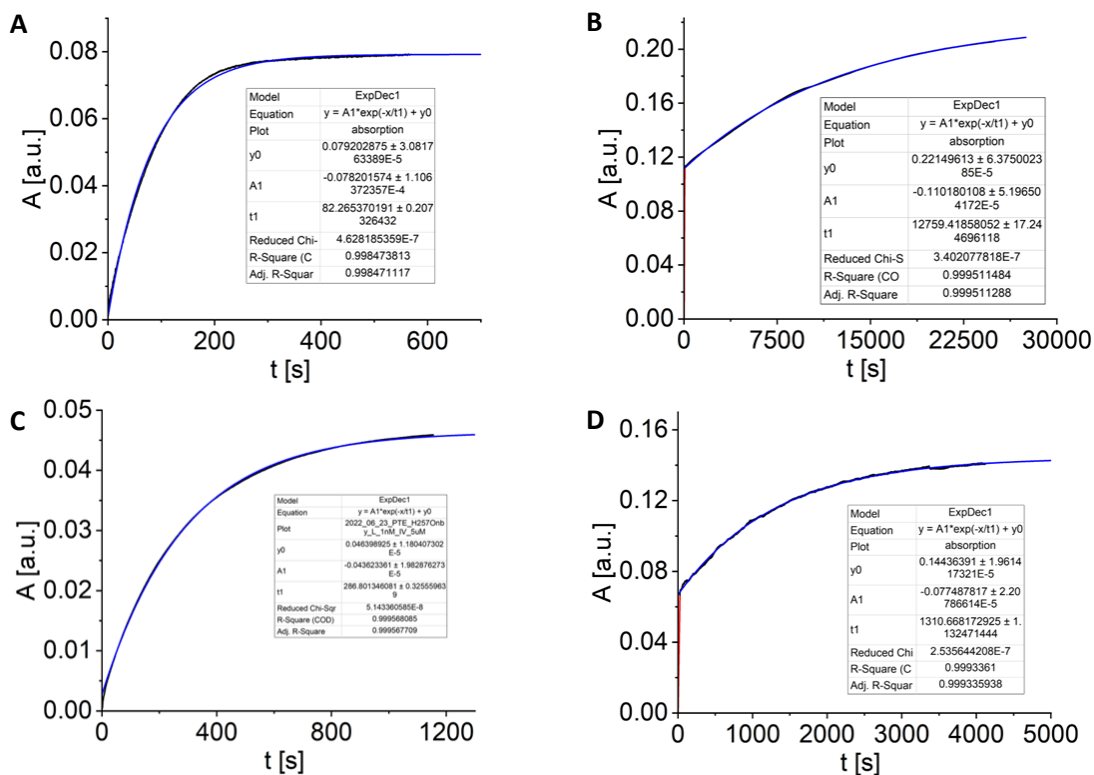 A
0.08
0.06
0.04
0.02
0.00
A [a.u.]
0 200 400 600
t [s]
Model ExpDec1
Equation y = A1*exp(-x/t1) + y0
Plot absorption
y0 0.079202875 ± 3.0817
63389E-5
A1 -0.078201574 ± 1.106
372357E-4
t1 82.265370191 ± 0.207
326432
Reduced Chi- 4.628185359E-7
R-Square (C 0.998473813
Adj. R-Squar 0.998471117
B
0.20
0.16
0.12
0.08
0.04
0.00
A [a.u.]
0 7500 15000 22500 30000
t [s]
Model ExpDec1
Equation y = A1*exp(-x/t1) + y0
Plot absorption
y0 0.22149613 ± 6.3750023
85E-5
A1 -0.110180108 ± 5.19650
4172E-5
t1 12759.41858052 ± 17.24
4696118
Reduced Chi-S 3.402077818E-7
R-Square (CO 0.999511484
Adj. R-Square 0.999511288
C
0.05
0.04
0.03
0.02
0.01
0.00
A [a.u.]
0 400 800 1200
t [s]
Model ExpDec1
Equation y = A1*exp(-x/t1) + y0
Plot 2022_06_23_PTE_H257Onb
y_L_1nM_IV_5uM
y0 0.046398925 ± 1.180407302
E-5
A1 -0.043623361 ± 1.982876273
E-5
t1 286.801346081 ± 0.32555963
9
Reduced Chi-Sqr 5.143360585E-8
R-Square (COD) 0.999568085
Adj. R-Square 0.999567709
D
0.16
0.12
0.08
0.04
0.00
A [a.u.]
0 1000 2000 3000 4000 5000
t [s]
Model ExpDec1
Equation y = A1*exp(-x/t1) + y0
Plot absorption
y0 0.14436391 ± 1.9614
17321E-5
A1 -0.077487817 ± 2.20
786614E-5
t1 1310.668172925 ± 1.
132471444
Reduced Chi 2.535644208E-7
R-Square (C 0.9993361
Adj. R-Squar 0.999335938